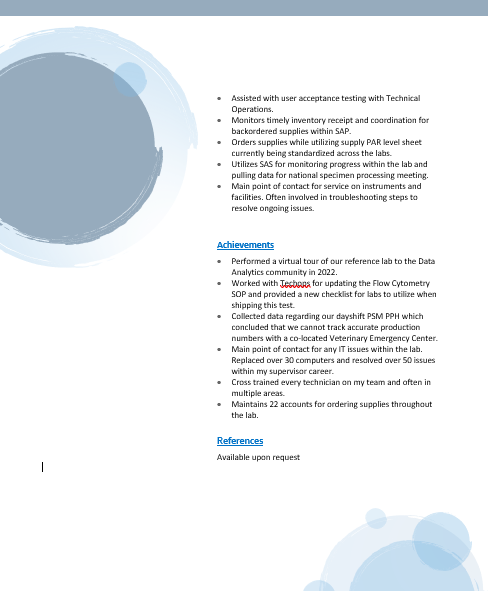 • Assisted with user acceptance testing with Technical
Operations.
• Monitors timely inventory receipt and coordination for
backordered supplies within SAP.
• Orders supplies while utilizing supply PAR level sheet
currently being standardized across the labs.
• Utilizes SAS for monitoring progress within the lab and
pulling data for national specimen processing meeting.
• Main point of contact for service on instruments and
facilities. Often involved in troubleshooting steps to
resolve ongoing issues.
Achievements
• Performed a virtual tour of our reference lab to the Data
Analytics community in 2022.
• Worked with Techops for updating the Flow Cytometry
SOP and provided a new checklist for labs to utilize when
shipping this test.
• Collected data regarding our dayshift PSM PPH which
concluded that we cannot track accurate production
numbers with a co-located Veterinary Emergency Center.
• Main point of contact for any IT issues within the lab.
Replaced over 30 computers and resolved over 50 issues
within my supervisor career.
• Cross trained every technician on my team and often in
multiple areas.
• Maintains 22 accounts for ordering supplies throughout
the lab.
References
Available upon request